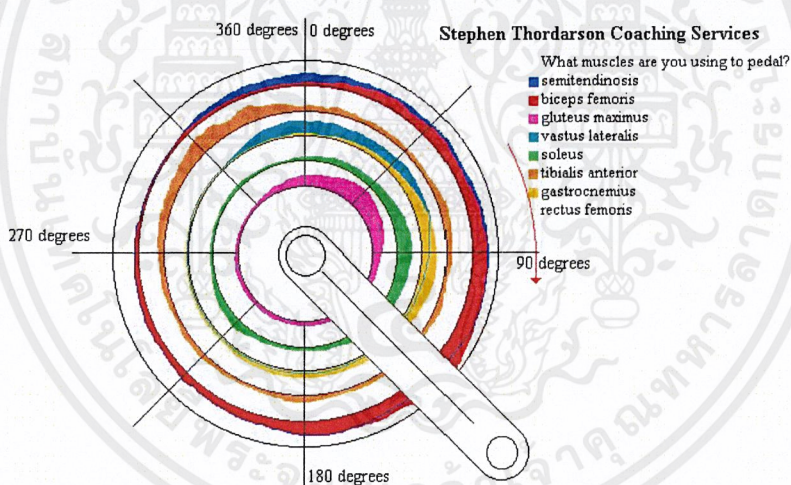 360 degrees
0 degrees
Stephen Thordarson Coaching Services
What muscles are you using to pedal?
semitendinosis
biceps femoris
gluteus maximus
vastus lateralis
soleus
tibialis anterior
gastrocnemius
rectus femoris
270 degrees
90 degrees
180 degrees